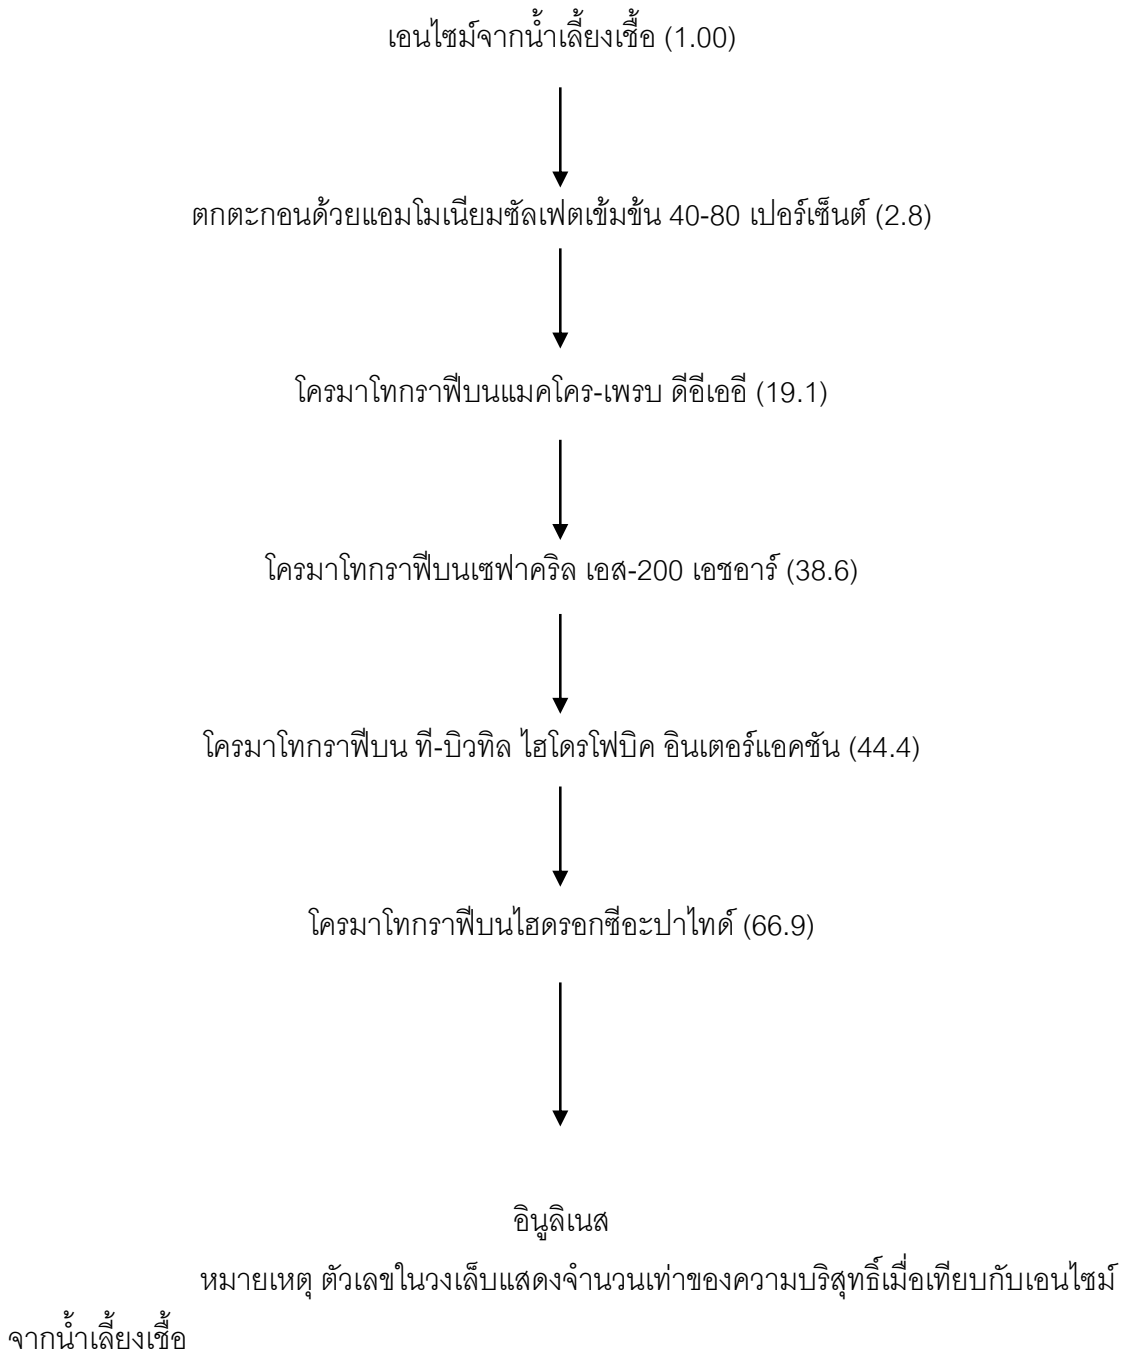 เอนไซม์จากน้ำเลี้ยงเชื้อ (1.00)
ตกตะกอนด้วยแอมโมเนียมซัลเฟตเข้มข้น 40-80 เปอร์เซ็นต์ (2.8)
โครมาโทกราฟีบนแมคโคร-เพรบ ดีอีเออี (19.1)
โครมาโทกราฟีบนเซฟาคริล เอส-200 เอชอาร์ (38.6)
โครมาโทกราฟีบน ที-บิวทิล ไฮโดรโฟบิค อินเตอร์แอคชัน (44.4)
โครมาโทกราฟีบนไฮดรอกซีอะปาไทด์ (66.9)
อินูลิเนส
หมายเหตุ ตัวเลขในวงเล็บแสดงจำนวนเท่าของความบริสุทธิ์เมื่อเทียบกับเอนไซม์
จากน้ำเลี้ยงเชื้อ